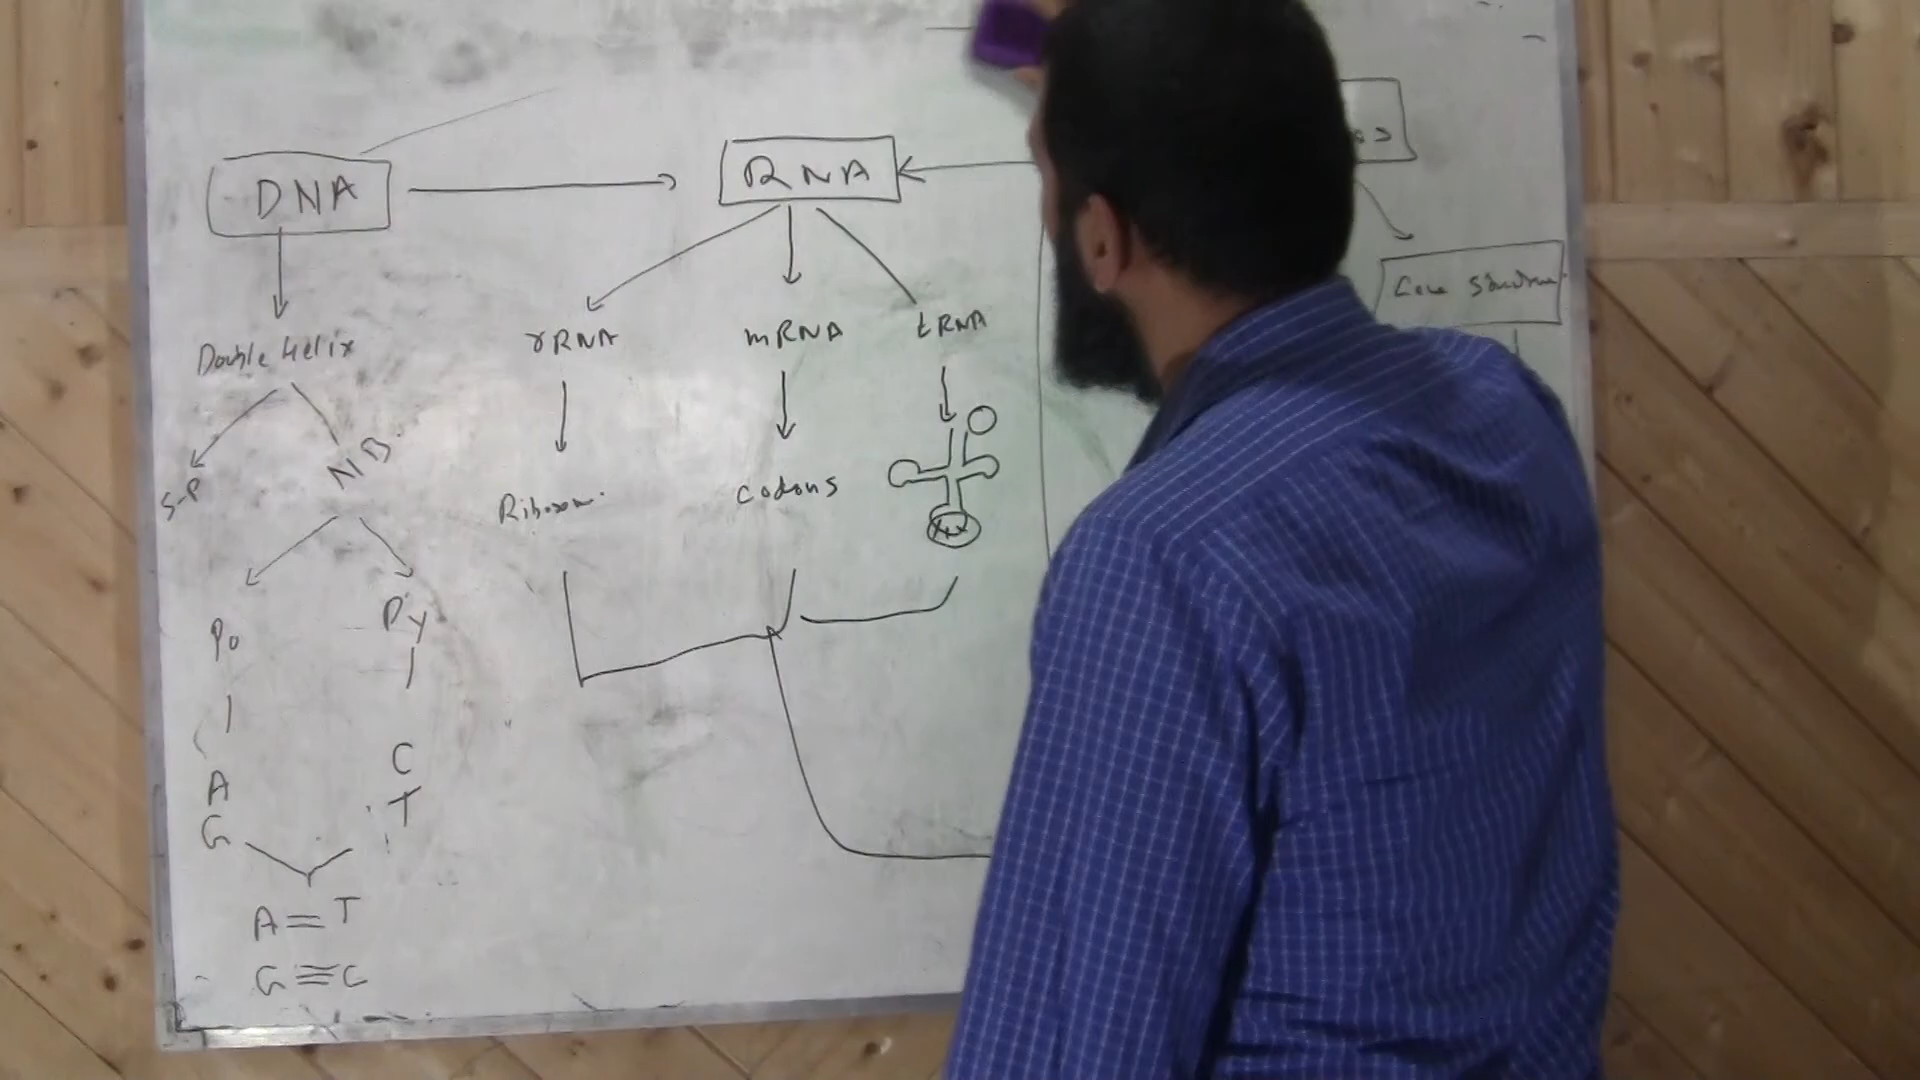 DNA
RNA
Double Helix
rRNA
mRNA
tRNA
S-P
NB
Codons
Pu
Py
A
G
C
T
A=T
G≡C